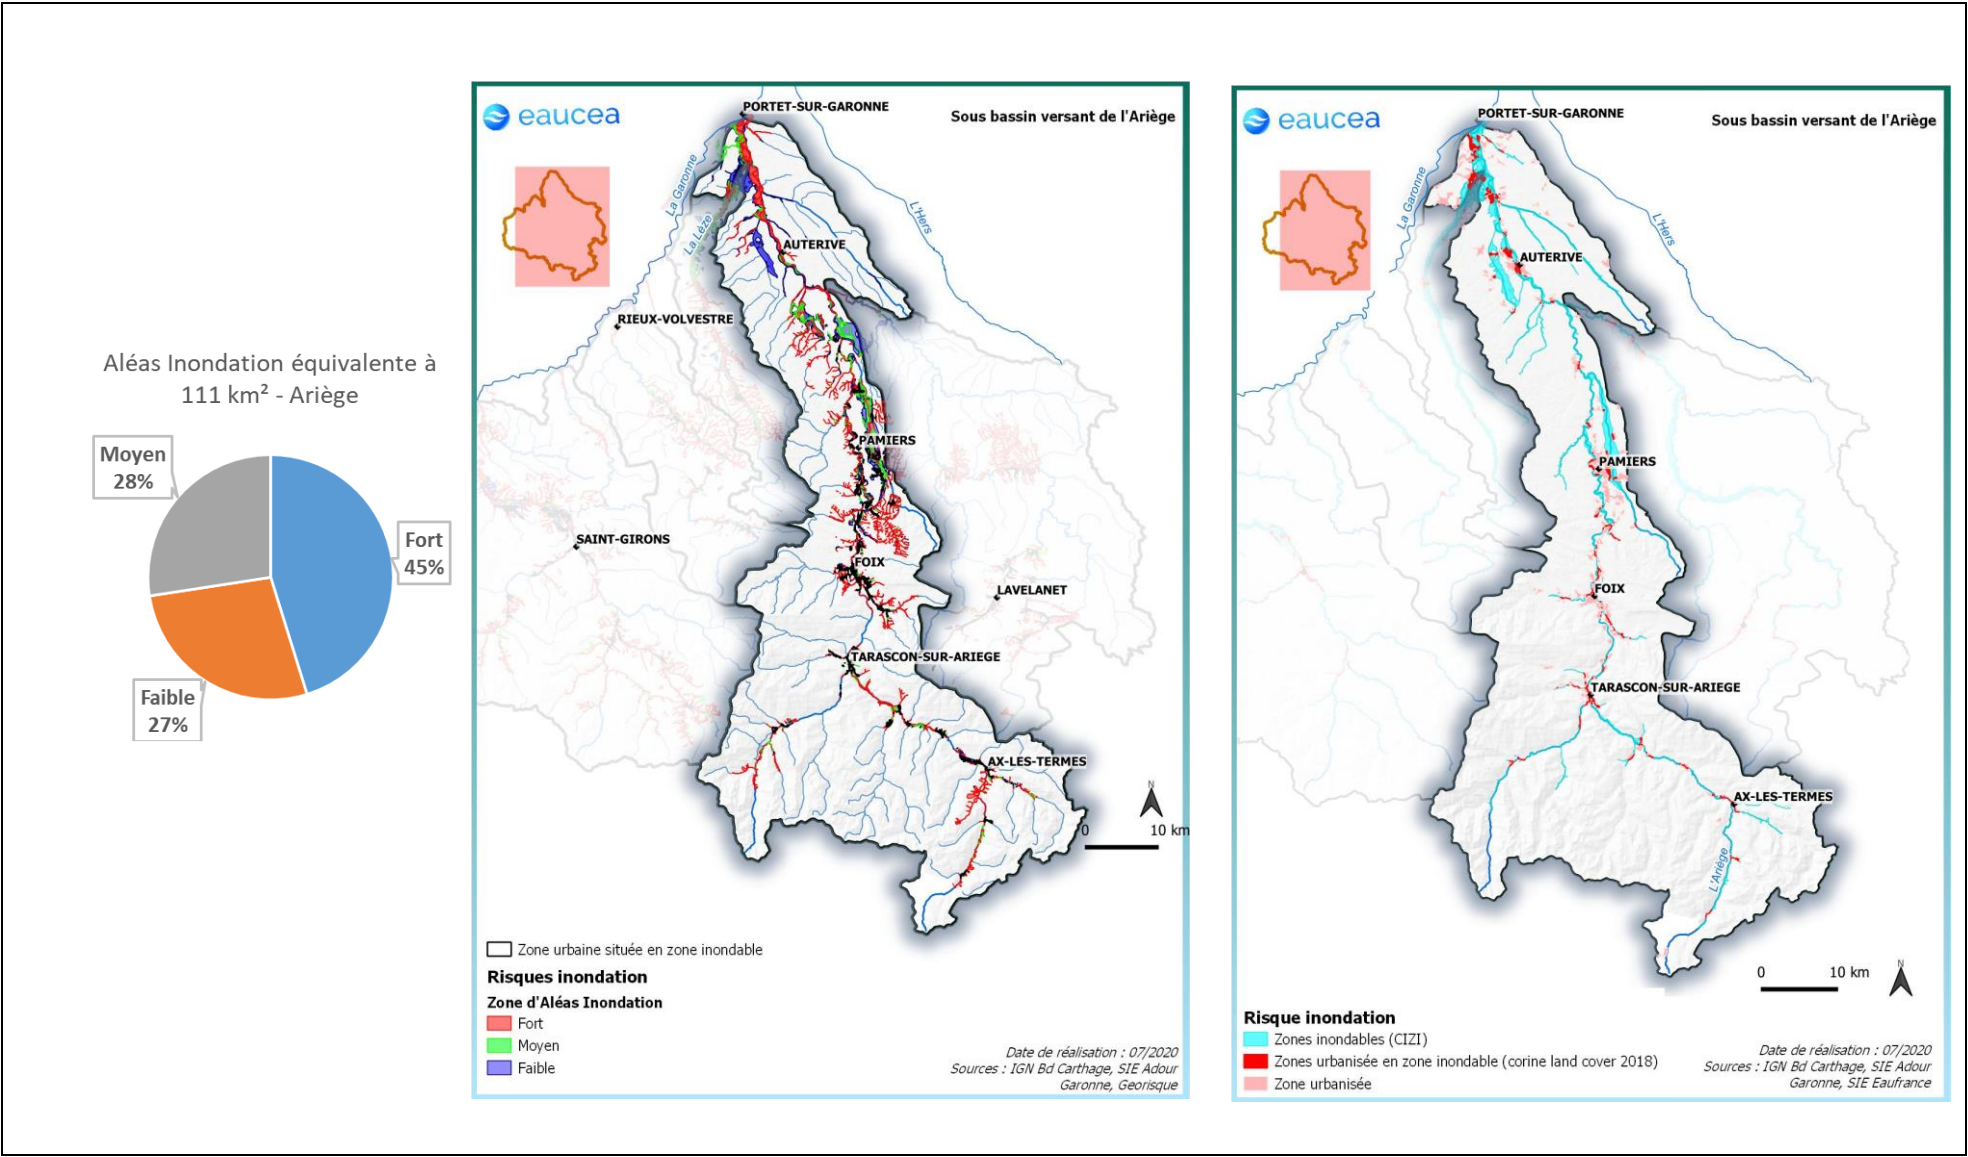 Aléas Inondation équivalente à
111 km² - Ariège
Moyen
28%
Fort
45%
Faible
27%
eaucea
Sous bassin versant de l'Ariège
PORTET-SUR-GARONNE
La Garonne
La Lèze
L'Hers
AUTERIVE
RIEUX-VOLVESTRE
PAMIERS
SAINT-GIRONS
FOIX
LAVELANET
TARASCON-SUR-ARIEGE
AX-LES-TERMES
N
0 10 km
Zone urbaine située en zone inondable
Risques inondation
Zone d'Aléas Inondation
Fort
Moyen
Faible
Date de réalisation : 07/2020
Sources : IGN Bd Carthage, SIE Adour
Garonne, Georisque
eaucea
Sous bassin versant de l'Ariège
PORTET-SUR-GARONNE
La Garonne
L'Hers
AUTERIVE
PAMIERS
FOIX
TARASCON-SUR-ARIEGE
AX-LES-TERMES
L'Ariège
0 10 km
N
Risque inondation
Zones inondables (CIZI)
Zones urbanisée en zone inondable (corine land cover 2018)
Zone urbanisée
Date de réalisation : 07/2020
Sources : IGN Bd Carthage, SIE Adour
Garonne, SIE Eaufrance